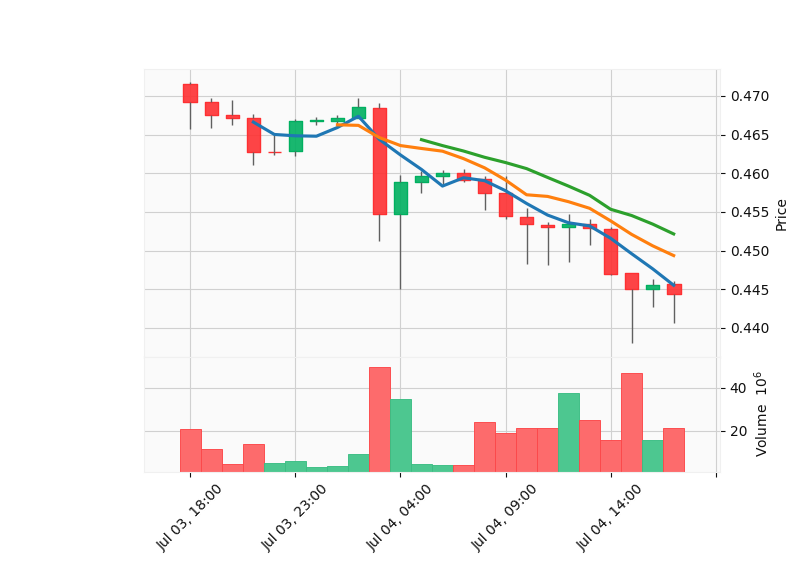 0.470
0.465
0.460
0.455
0.450
0.445
0.440
Price
40
20
Volume 10^6
Jul 03, 18:00
Jul 03, 23:00
Jul 04, 04:00
Jul 04, 09:00
Jul 04, 14:00